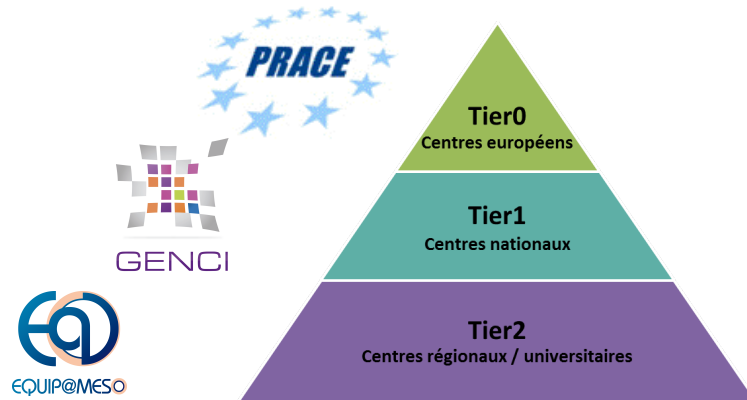 PRACE
Tier0
Centres européens
GENCI
Tier1
Centres nationaux
EQUIP@MESO
Tier2
Centres régionaux / universitaires